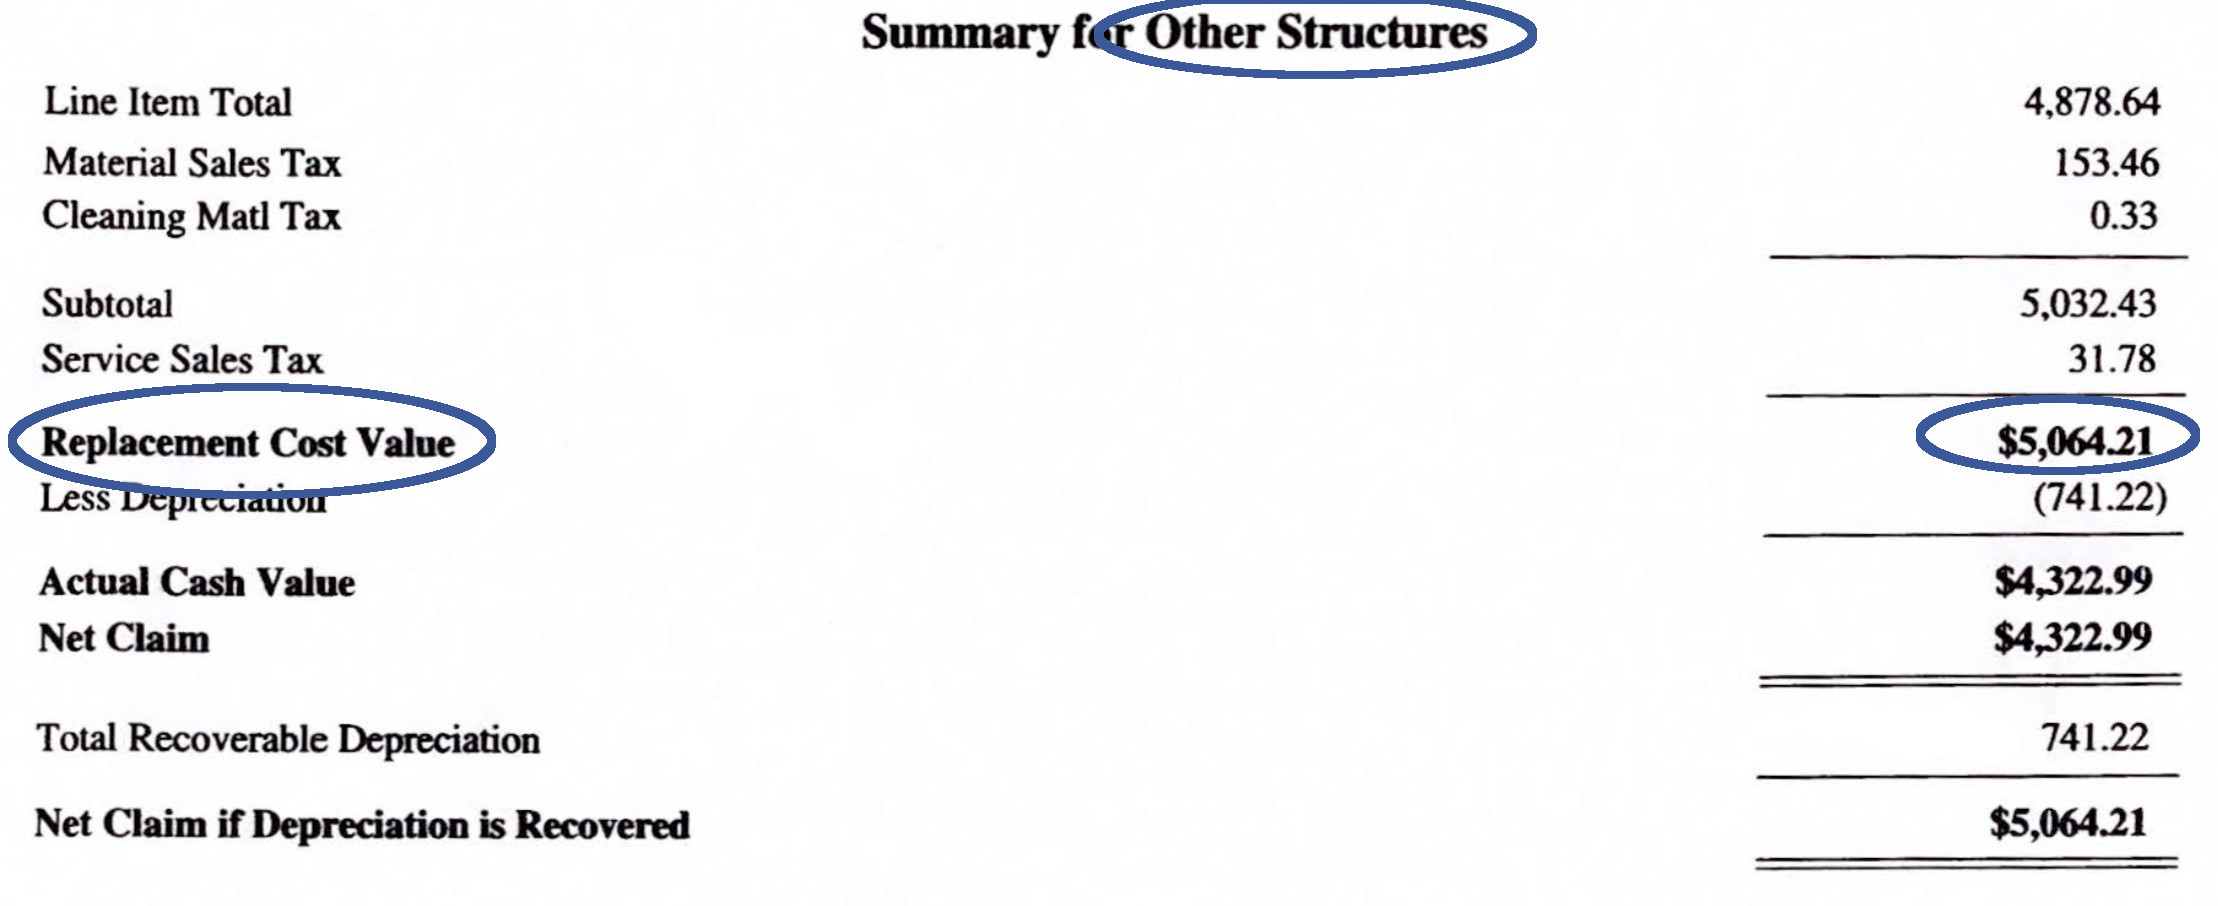 Summary for Other Structures
Line Item Total 4,878.64
Material Sales Tax 153.46
Cleaning Matl Tax 0.33
Subtotal 5,032.43
Service Sales Tax 31.78
Replacement Cost Value $5,064.21
Less Depreciation (741.22)
Actual Cash Value $4,322.99
Net Claim $4,322.99
Total Recoverable Depreciation 741.22
Net Claim if Depreciation is Recovered $5,064.21